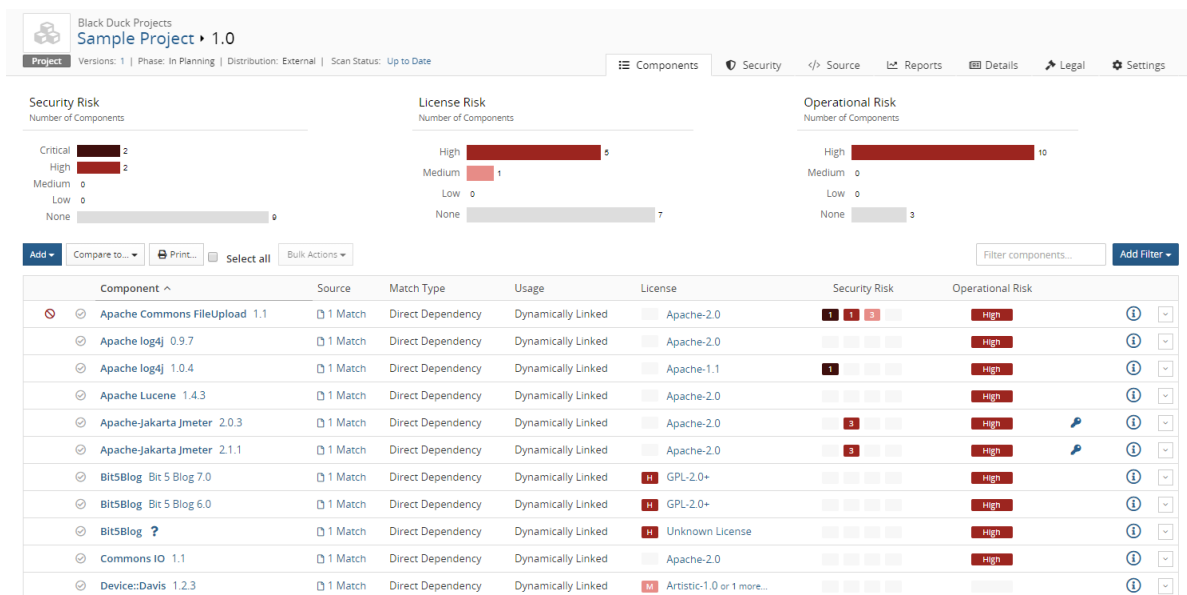 Black Duck Projects
Sample Project ▸ 1.0
Project Versions: 1 | Phase: In Planning | Distribution: External | Scan Status: Up to Date
Components Security Source Reports Details Legal Settings
Security Risk
Number of Components
Critical 2
High 2
Medium 0
Low 0
None 9
License Risk
Number of Components
High 5
Medium 1
Low 0
None 7
Operational Risk
Number of Components
High 10
Medium 0
Low 0
None 3
Add Compare to... Print... Select all Bulk Actions Filter components... Add Filter
Component Source Match Type Usage License Security Risk Operational Risk
Apache Commons FileUpload 1.1 1 Match Direct Dependency Dynamically Linked Apache-2.0 1 1 3 High
Apache log4j 0.9.7 1 Match Direct Dependency Dynamically Linked Apache-2.0 High
Apache log4j 1.0.4 1 Match Direct Dependency Dynamically Linked Apache-1.1 1 High
Apache Lucene 1.4.3 1 Match Direct Dependency Dynamically Linked Apache-2.0 High
Apache-Jakarta Jmeter 2.0.3 1 Match Direct Dependency Dynamically Linked Apache-2.0 3 High
Apache-Jakarta Jmeter 2.1.1 1 Match Direct Dependency Dynamically Linked Apache-2.0 3 High
Bit5Blog Bit 5 Blog 7.0 1 Match Direct Dependency Dynamically Linked H GPL-2.0+ High
Bit5Blog Bit 5 Blog 6.0 1 Match Direct Dependency Dynamically Linked H GPL-2.0+ High
Bit5Blog ? 1 Match Direct Dependency Dynamically Linked H Unknown License High
Commons IO 1.1 1 Match Direct Dependency Dynamically Linked Apache-2.0 High
Device::Davis 1.2.3 1 Match Direct Dependency Dynamically Linked M Artistic-1.0 or 1 more...